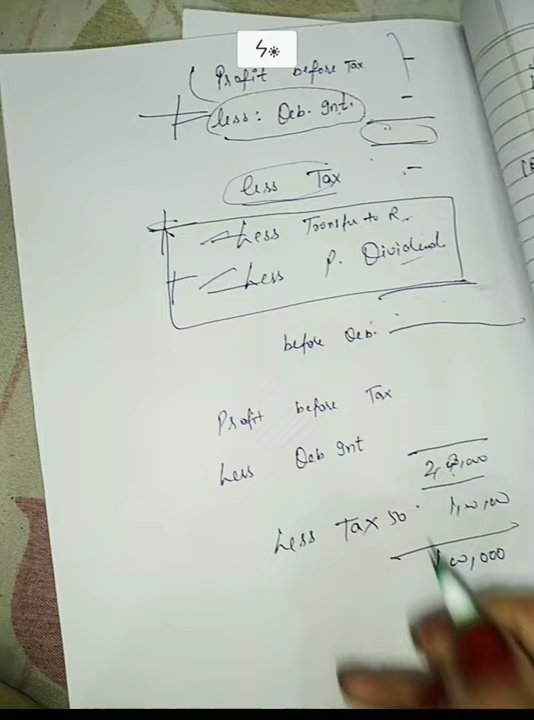 Profit before Tax
less: Deb. Int.
less Tax
Less Transfer to R.
Less P. Dividend
before Deb.
Profit before Tax
Less Deb Int
2,00,000
Less Tax 50 1,00,000
1,00,000